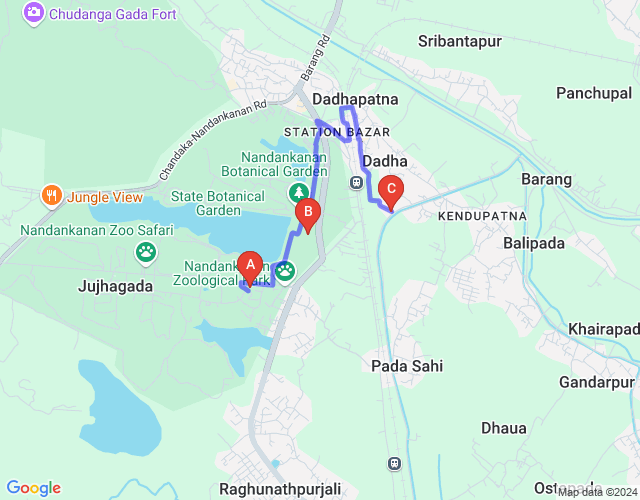 Chudanga Gada Fort
Barang Rd
Sribantapur
Panchupal
Dadhapatna
Chandaka-Nandankanan Rd
STATION BAZAR
Nandankanan
Botanical Garden
Dadha
Jungle View
State Botanical
Garden
C
B
Barang
KENDUPATNA
Nandankanan Zoo Safari
Balipada
A
Nandankanan
Zoological Park
Jujhagada
Khairapad
Pada Sahi
Gandarpur
Dhaua
Google
Raghunathpurjali
Map data ©2024